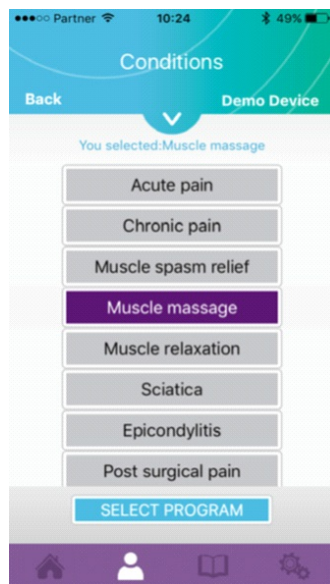 Partner 10:24 49%
Conditions
Back Demo Device
You selected:Muscle massage
Acute pain
Chronic pain
Muscle spasm relief
Muscle massage
Muscle relaxation
Sciatica
Epicondylitis
Post surgical pain
SELECT PROGRAM